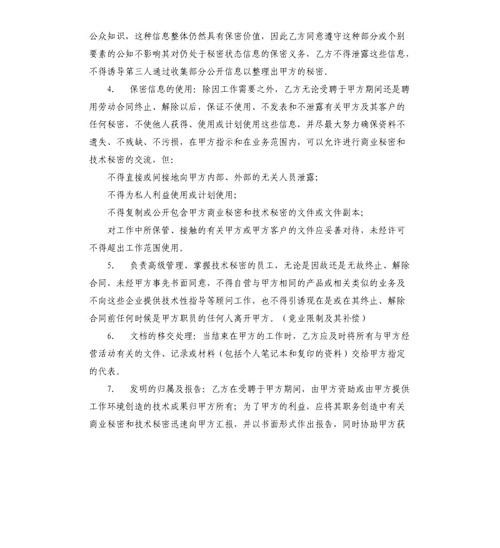 公众知识，这种信息整体仍然具有保密价值，因此乙方同意遵守这种部分或个别
要素的公知不影响其对仍处于秘密状态信息的保密义务，乙方不得泄露这些信息，
不得诱导第三人通过收集部分公开信息以整理出甲方的秘密．
4． 保密信息的使用：除因工作需要之外，乙方无论受聘于甲方期间还是聘
用劳动合同终止、解除以后，保证不使用、不发表和不泄露有关甲方及其客户的
任何秘密，不使他人获得、使用或计划使用这些信息，并尽最大努力确保资料不
遗失、不残缺、不污损，在甲方指示和在业务范围内，可以允许进行商业秘密和
技术秘密的交流，但：
不得直接或间接地向甲方内部、外部的无关人员泄露；
不得为私人利益使用或计划使用；
不得复制或公开包含甲方商业秘密和技术秘密的文件或文件副本；
对工作中所保管、接触的有关甲方或甲方客户的文件应妥善对待，未经许可
不得超出工作范围使用．
5． 负责高级管理、掌握技术秘密的员工，无论是因故还是无故终止、解除
合同，未经甲方事先书面同意，不得自营与甲方相同的产品或相关类似的业务及
不向这些企业提供技术性指导等顾问工作，也不得引诱现在是或在其终止、解除
合同前任何时候是甲方职员的任何人离开甲方．（竞业限制及其补偿）
6． 文档的移交处理：当结束在甲方的工作时，乙方应及时将所有与甲方经
营活动有关的文件、记录或材料（包括个人笔记本和复印的资料）交给甲方指定
的代表．
7． 发明的归属及报告：乙方在受聘于甲方期间，由甲方资助或由甲方提供
工作环境创造的技术成果归甲方所有；为了甲方的利益，应将其职务创造中有关
商业秘密和技术秘密迅速向甲方汇报，并以书面形式作出报告，同时协助甲方获